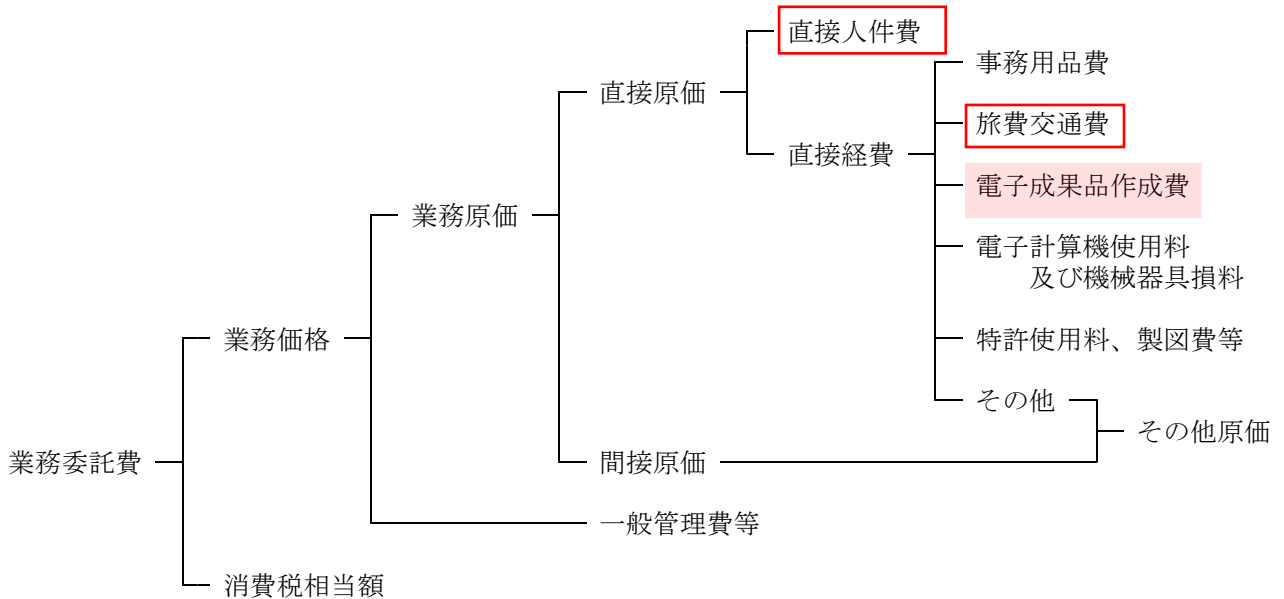 直接人件費
事務用品費
直接原価
旅費交通費
直接経費
電子成果品作成費
業務原価
電子計算機使用料
及び機械器具損料
業務価格
特許使用料、製図費等
その他
その他原価
業務委託費
間接原価
一般管理費等
消費税相当額